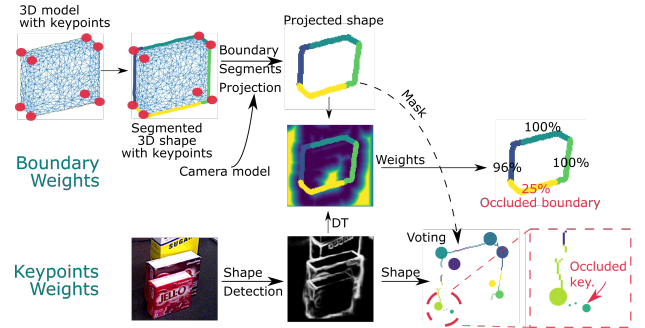 3D model
with keypoints
Boundary
Segments
Projection
Projected shape
Segmented
3D shape
with keypoints
Camera model
Mask
Boundary
Weights
Weights
100%
96%
100%
25%
Occluded boundary
DT
Keypoints
Weights
SUGAR
JELL-O
Shape
Detection
Shape
Voting
Occluded
key.